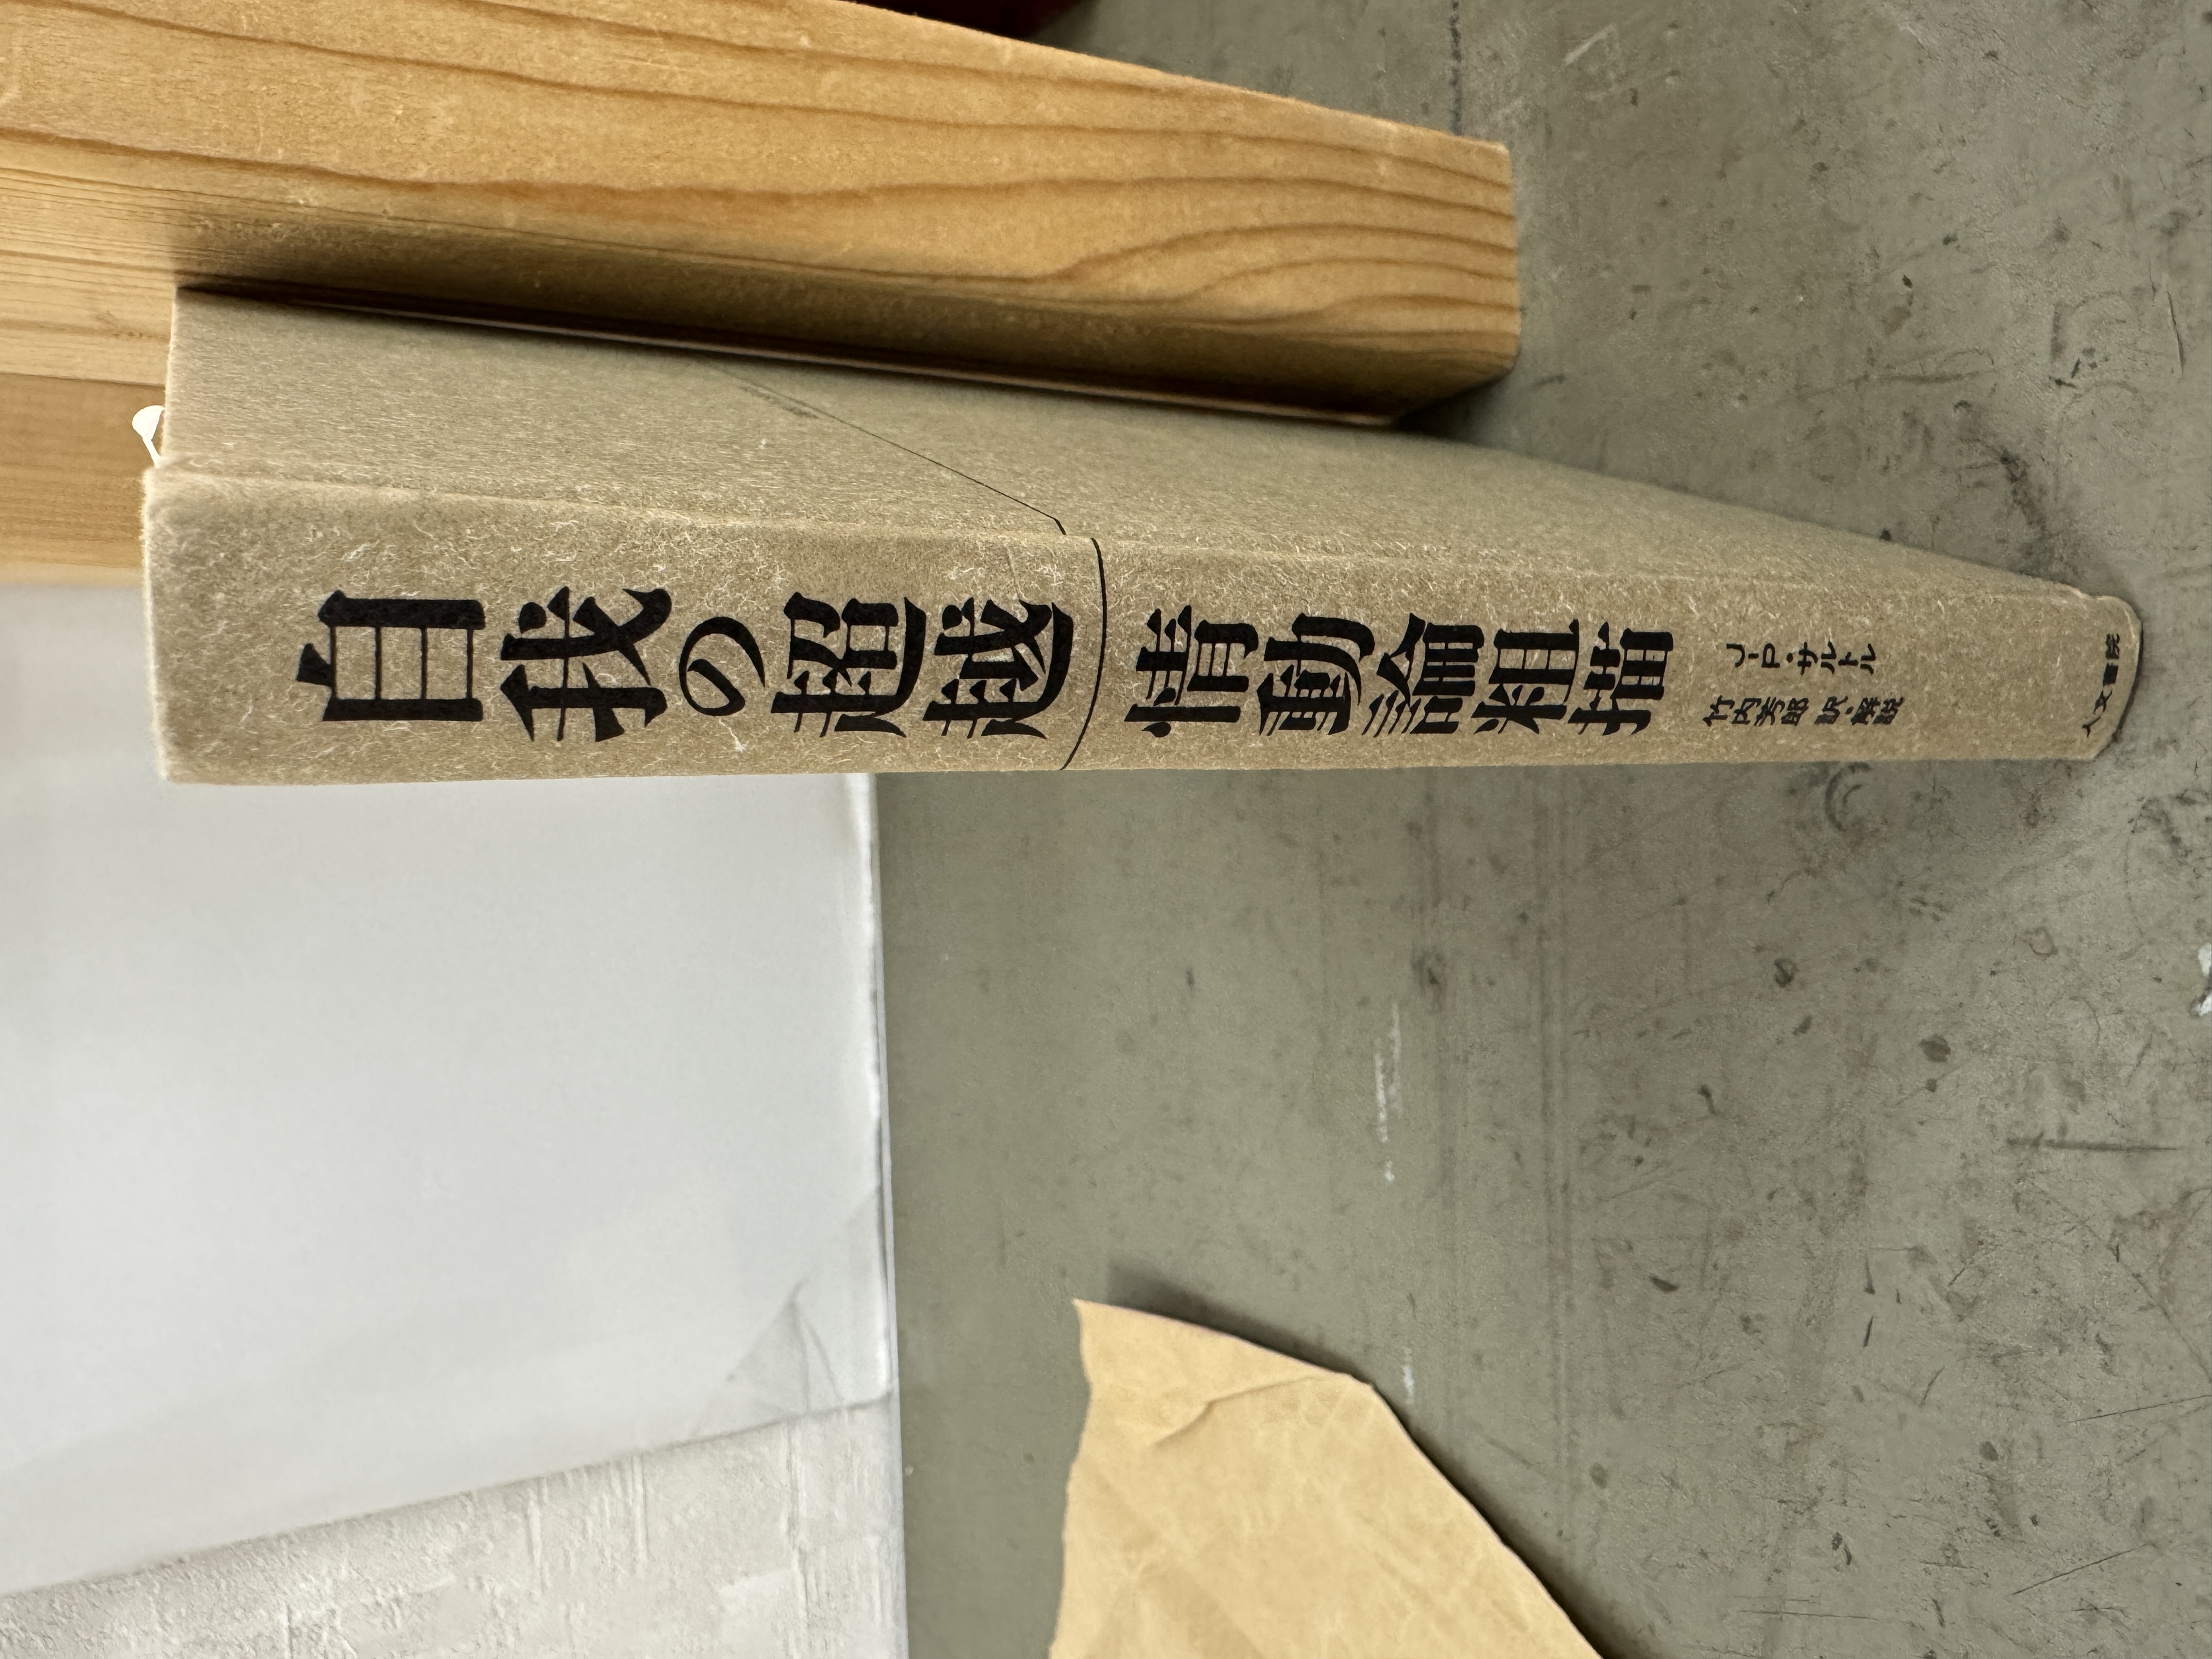 自我の超越
情動論粗描
J-P・サルトル
竹内芳郎 訳・解説
人文書院